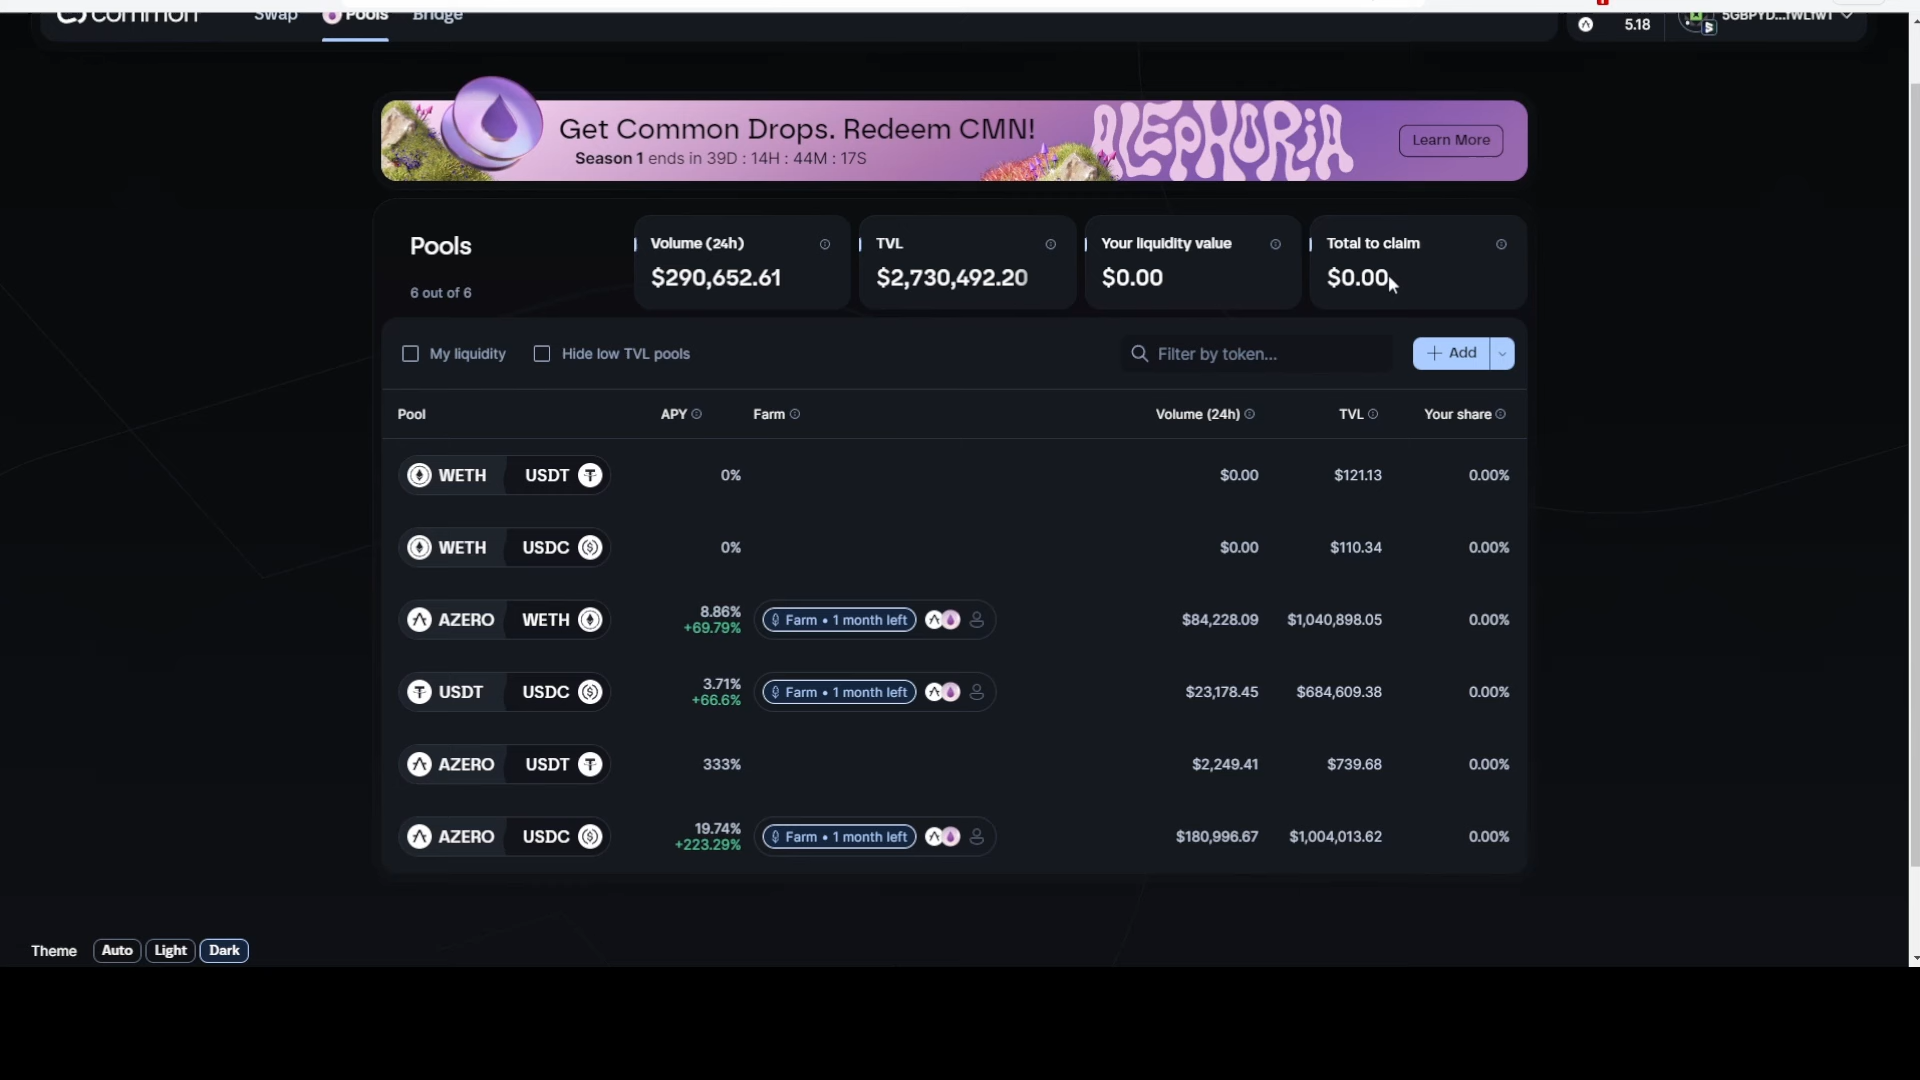 common Swap Pools Bridge
5.18
Get Common Drops. Redeem CMN!
Season 1 ends in 39D : 14H : 44M : 17S
ALEPHORIA
Learn More
Pools
6 out of 6
Volume (24h)
$290,652.61
TVL
$2,730,492.20
Your liquidity value
$0.00
Total to claim
$0.00
My liquidity
Hide low TVL pools
Filter by token...
+ Add
Pool APY Farm Volume (24h) TVL Your share
WETH USDT 0% $0.00 $121.13 0.00%
WETH USDC 0% $0.00 $110.34 0.00%
AZERO WETH 8.86% +69.79% Farm • 1 month left $84,228.09 $1,040,898.05 0.00%
USDT USDC 3.71% +66.6% Farm • 1 month left $23,178.45 $684,609.38 0.00%
AZERO USDT 333% $2,249.41 $739.68 0.00%
AZERO USDC 19.74% +223.29% Farm • 1 month left $180,996.67 $1,004,013.62 0.00%
Theme Auto Light Dark